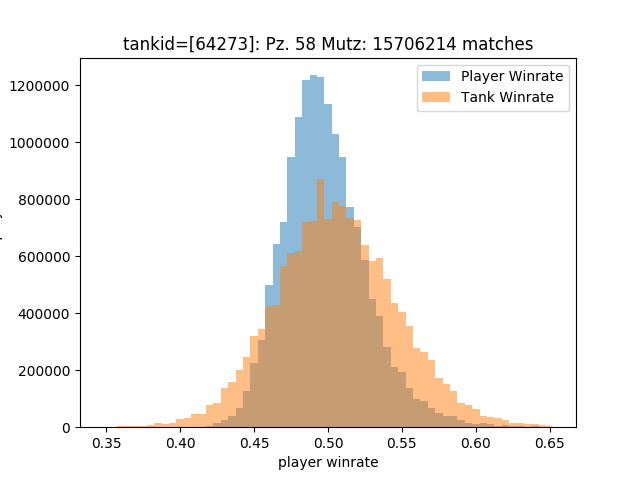 tankid=[64273]: Pz. 58 Mutz: 15706214 matches
Player Winrate
Tank Winrate
1200000
1000000
800000
600000
400000
200000
0
0.35 0.40 0.45 0.50 0.55 0.60 0.65
player winrate